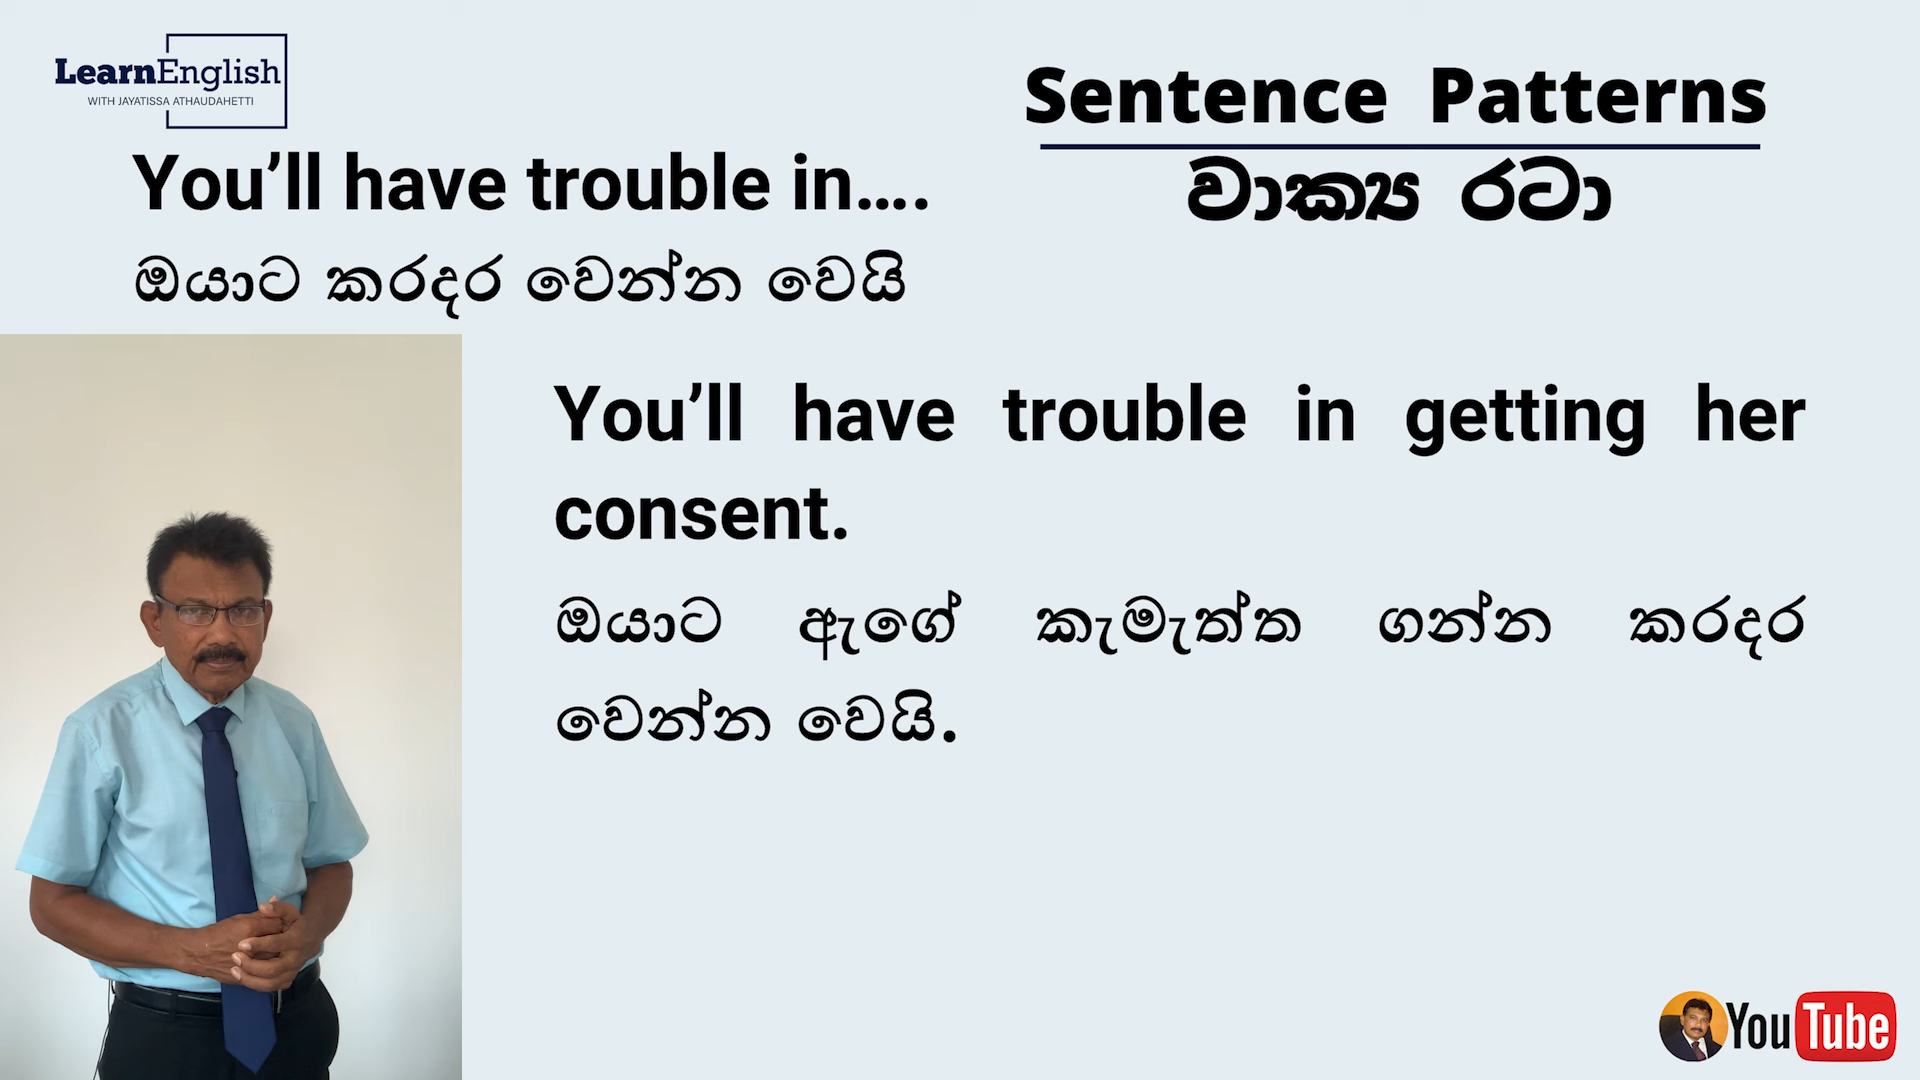 LearnEnglish
WITH JAYATISSA ATHAUDAHETTI
Sentence Patterns
වාක්‍ය රටා
You’ll have trouble in....
ඔයාට කරදර වෙන්න වෙයි
You’ll have trouble in getting her
consent.
ඔයාට ඇගේ කැමැත්ත ගන්න කරදර
වෙන්න වෙයි.
YouTube